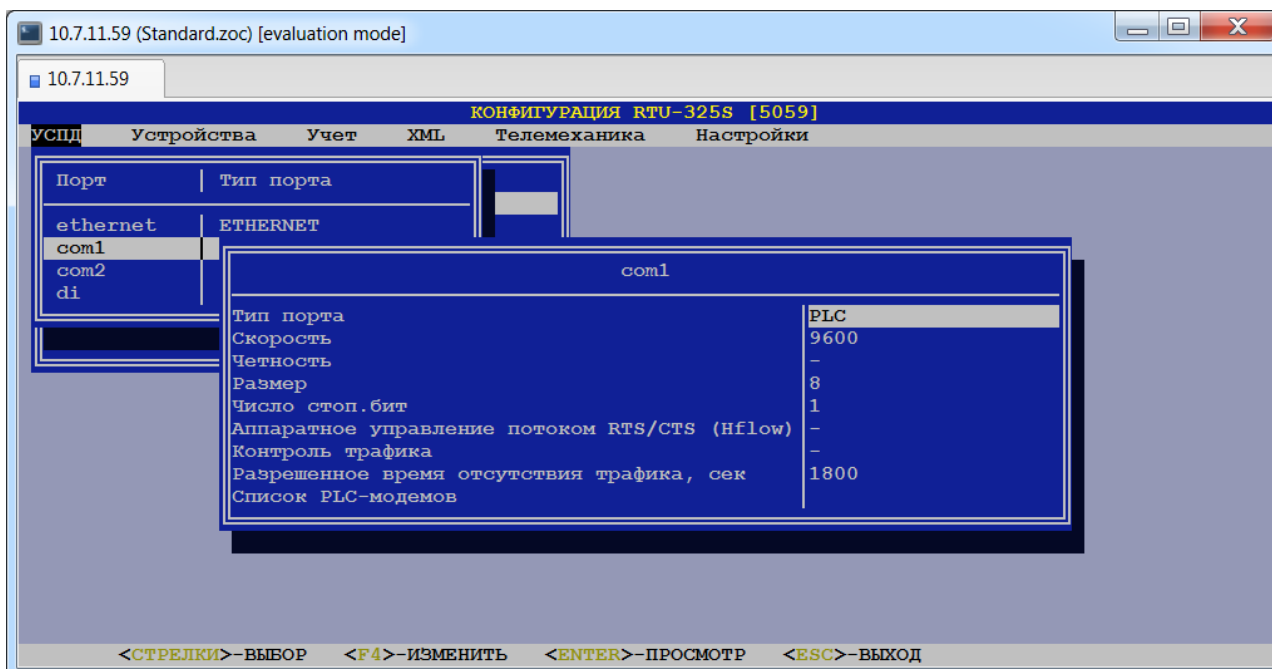 10.7.11.59 (Standard.zoc) [evaluation mode]
10.7.11.59
КОНФИГУРАЦИЯ RTU-325S [5059]
УСПД Устройства Учет XML Телемеханика Настройки
Порт Тип порта
ethernet ETHERNET
com1
com2
di
com1
Тип порта PLC
Скорость 9600
Четность -
Размер 8
Число стоп.бит 1
Аппаратное управление потоком RTS/CTS (Hflow) -
Контроль трафика -
Разрешенное время отсутствия трафика, сек 1800
Список PLC-модемов
<СТРЕЛКИ>-ВЫБОР <F4>-ИЗМЕНИТЬ <ENTER>-ПРОСМОТР <ESC>-ВЫХОД